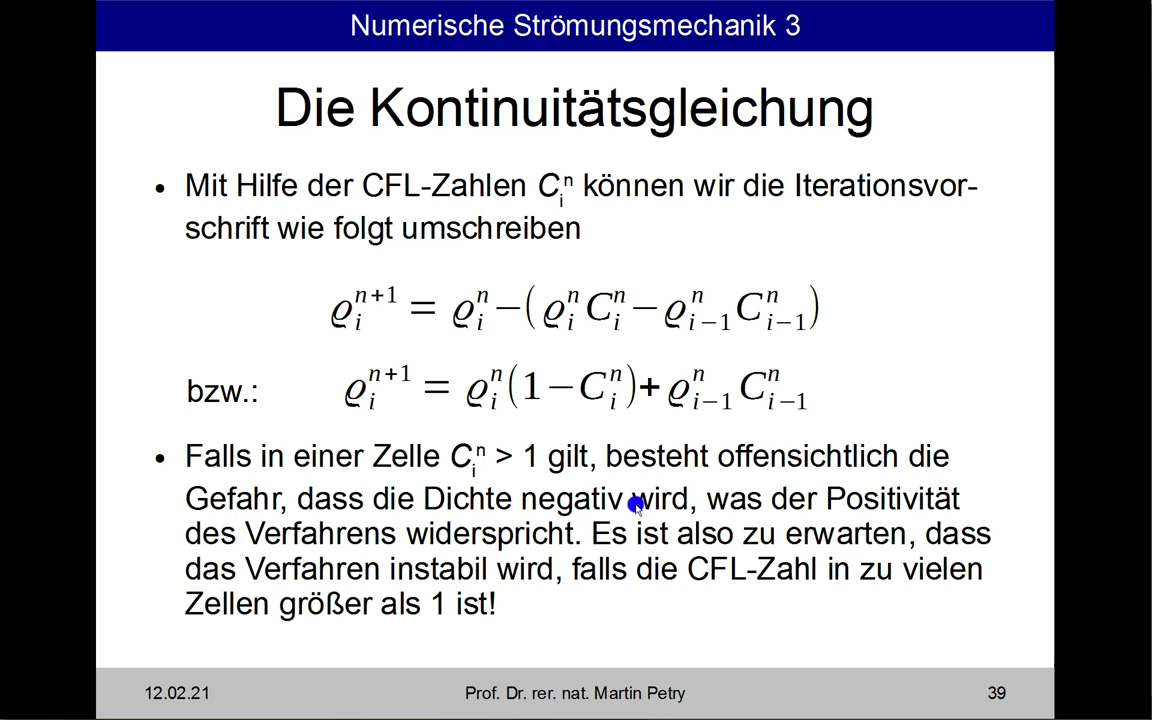 Numerische Strömungsmechanik 3
Die Kontinuitätsgleichung
• Mit Hilfe der CFL-Zahlen C_i^n können wir die Iterationsvor-
schrift wie folgt umschreiben
ϱ_i^{n+1} = ϱ_i^n − (ϱ_i^n C_i^n − ϱ_{i−1}^n C_{i−1}^n)
bzw.: ϱ_i^{n+1} = ϱ_i^n (1 − C_i^n) + ϱ_{i−1}^n C_{i−1}^n
• Falls in einer Zelle C_i^n > 1 gilt, besteht offensichtlich die
Gefahr, dass die Dichte negativ wird, was der Positivität
des Verfahrens widerspricht. Es ist also zu erwarten, dass
das Verfahren instabil wird, falls die CFL-Zahl in zu vielen
Zellen größer als 1 ist!
12.02.21 Prof. Dr. rer. nat. Martin Petry 39